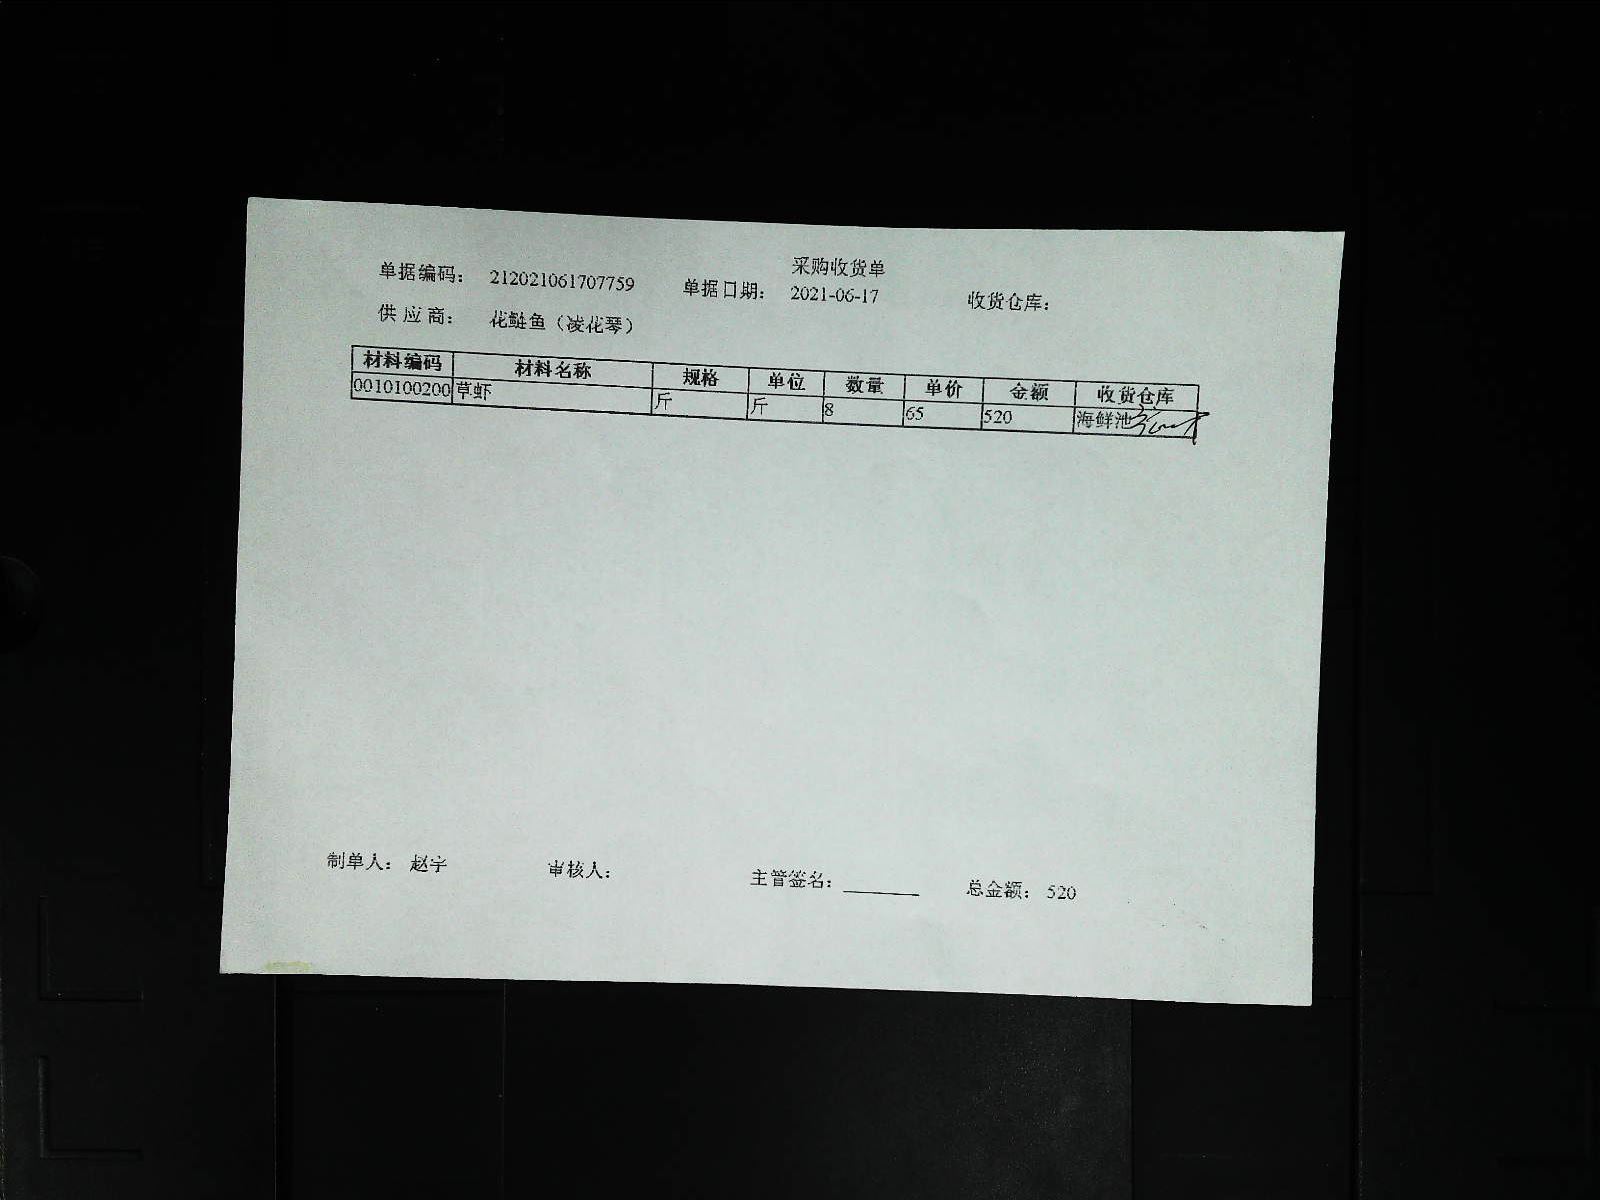 采购收货单
单据编码： 212021061707759 单据日期： 2021-06-17 收货仓库：
供 应 商： 花鲢鱼（凌花琴）
材料编码 材料名称 规格 单位 数量 单价 金额 收货仓库
0010100200 草虾 斤 斤 8 65 520 海鲜池
制单人： 赵宇 审核人： 主管签名：_______ 总金额： 520